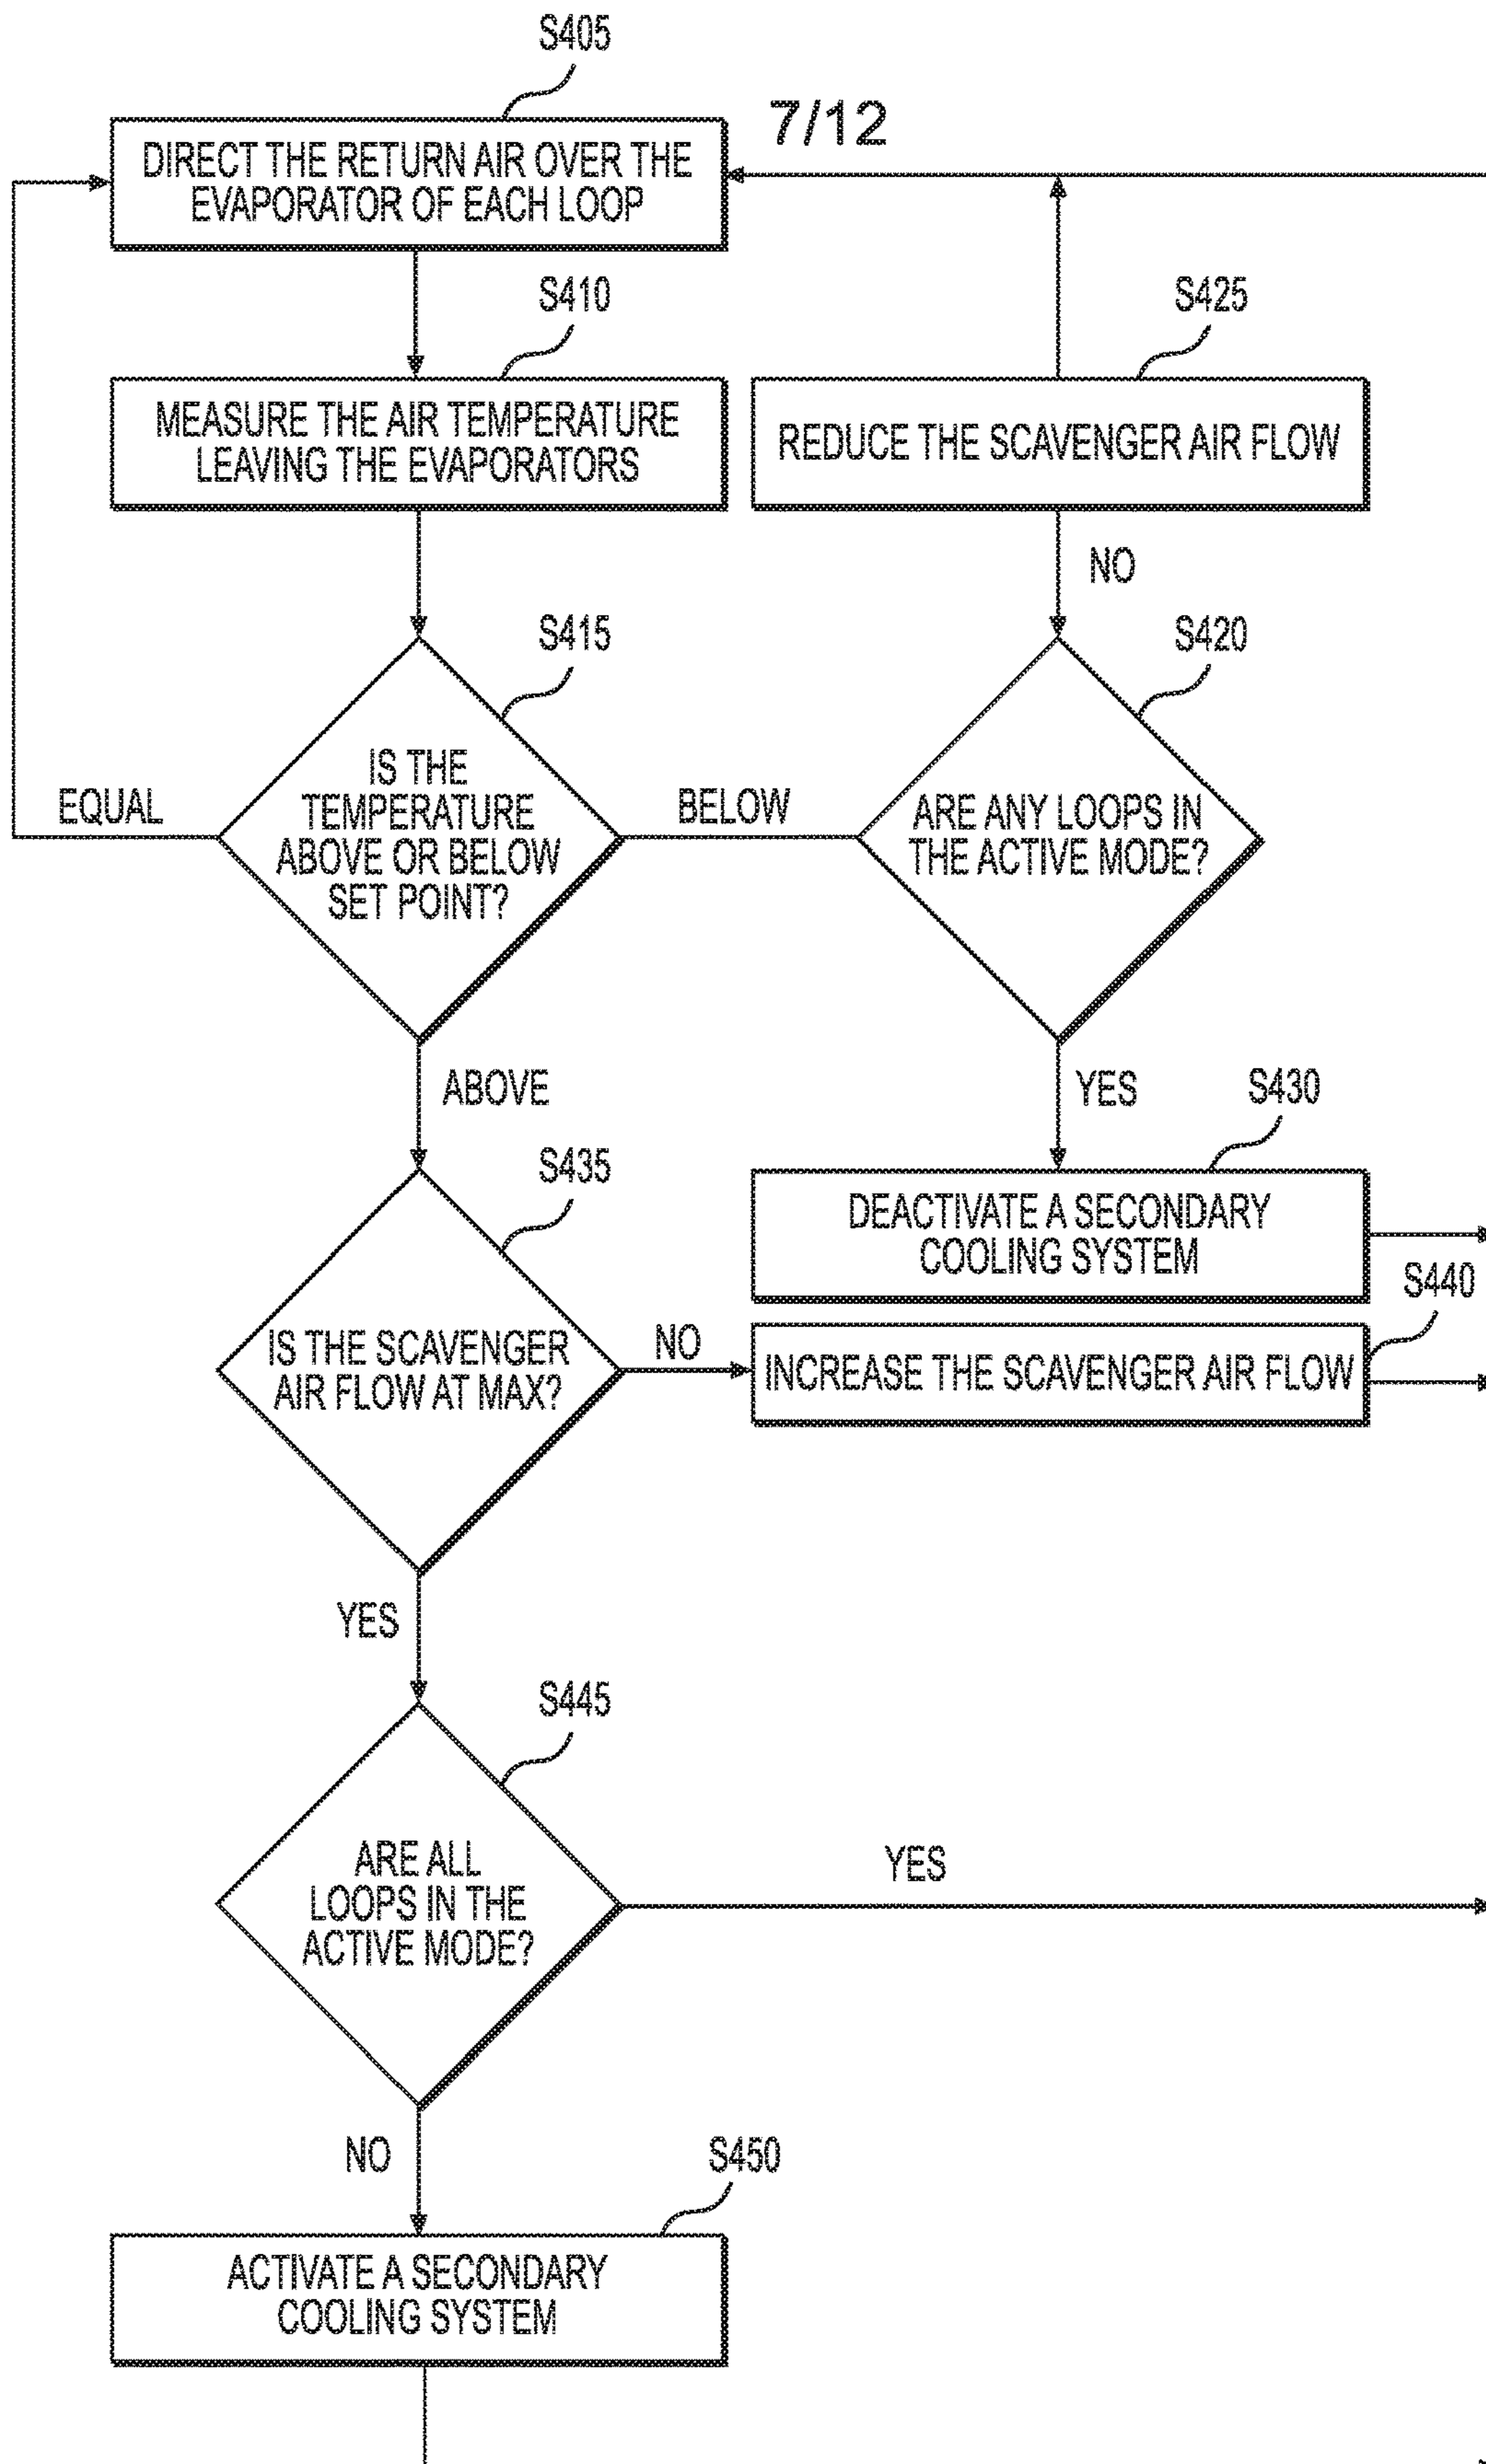 S405
7/12
DIRECT THE RETURN AIR OVER THE
EVAPORATOR OF EACH LOOP
S410
S425
MEASURE THE AIR TEMPERATURE
LEAVING THE EVAPORATORS
REDUCE THE SCAVENGER AIR FLOW
NO
S415
S420
IS THE
TEMPERATURE
ABOVE OR BELOW
SET POINT?
EQUAL
BELOW
ARE ANY LOOPS IN
THE ACTIVE MODE?
ABOVE
YES
S430
S435
DEACTIVATE A SECONDARY
COOLING SYSTEM
S440
IS THE SCAVENGER
AIR FLOW AT MAX?
NO
INCREASE THE SCAVENGER AIR FLOW
YES
S445
ARE ALL
LOOPS IN THE
ACTIVE MODE?
YES
NO
S450
ACTIVATE A SECONDARY
COOLING SYSTEM